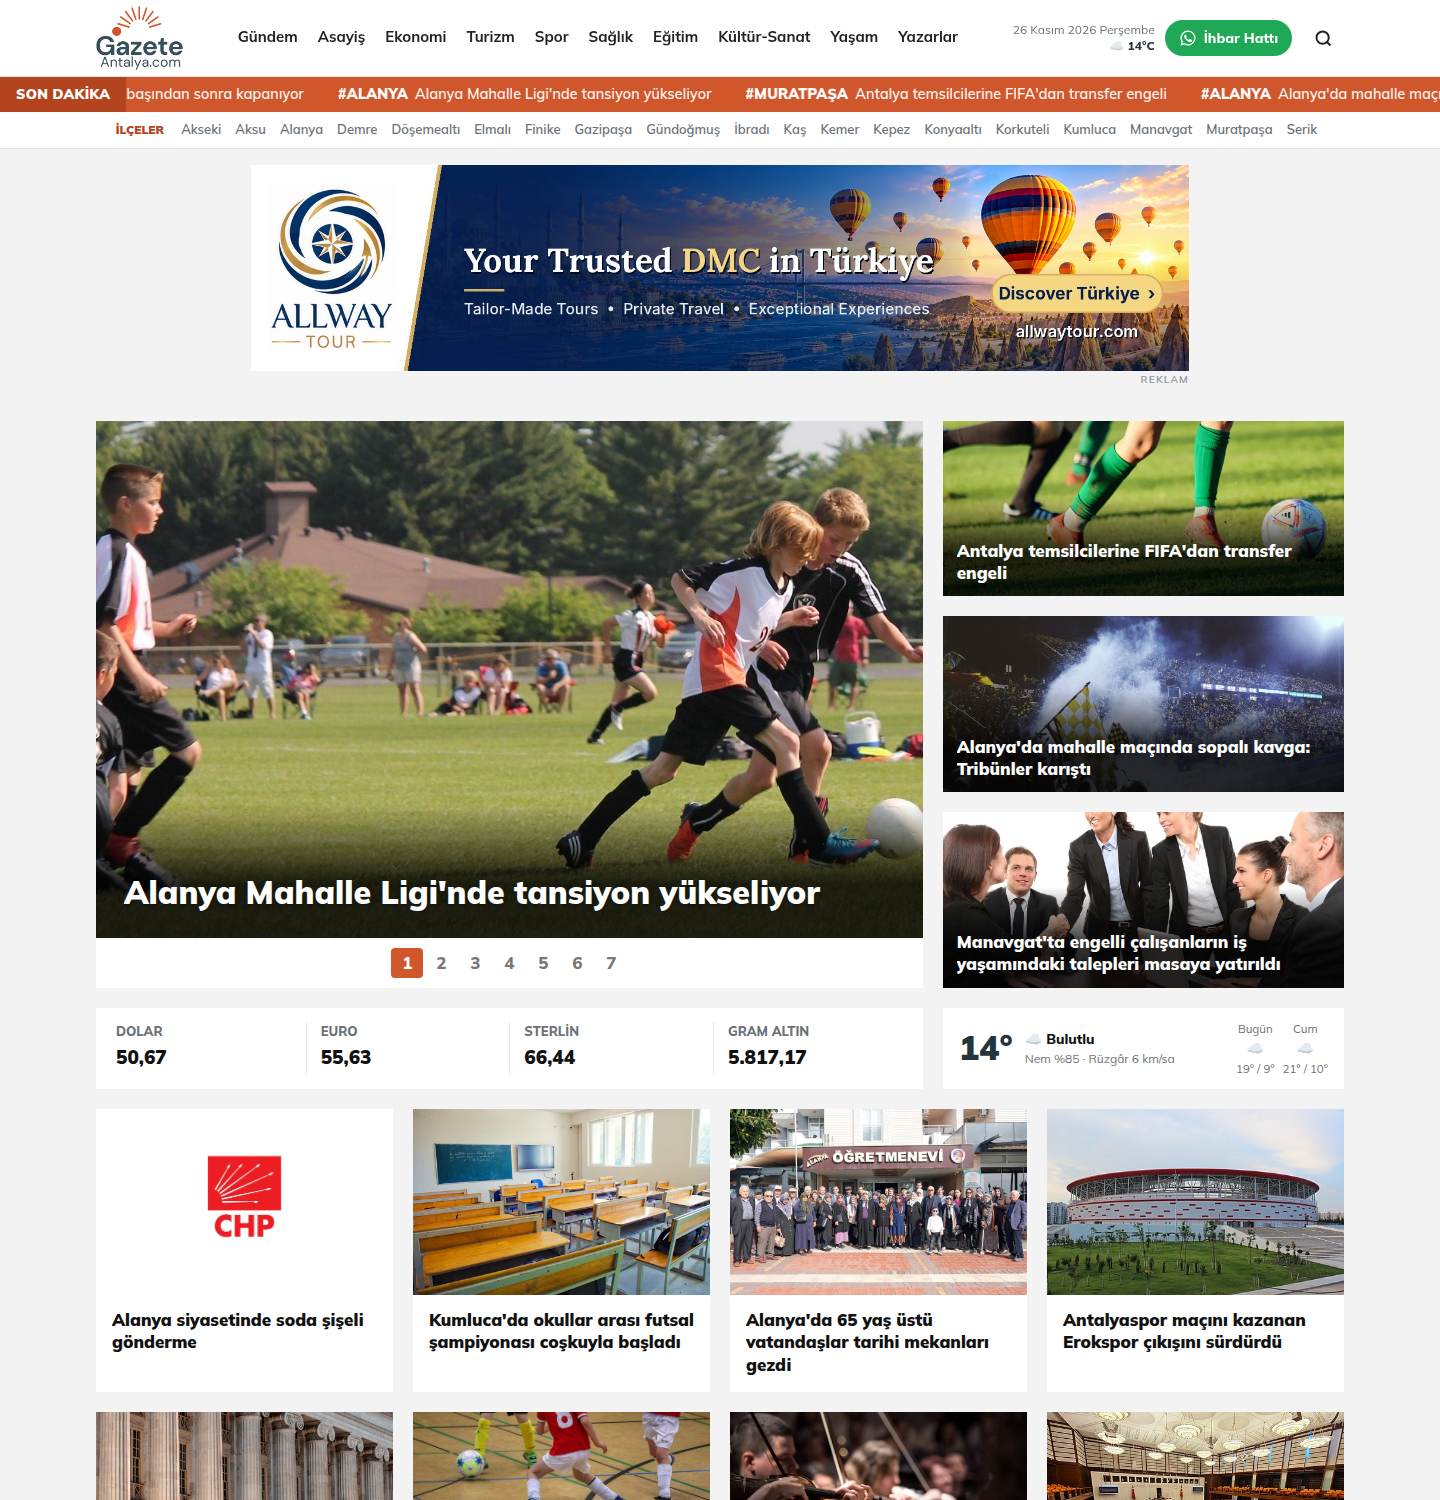 Gazete
Antalya.com
Gündem Asayiş Ekonomi Turizm Spor Sağlık Eğitim Kültür-Sanat Yaşam Yazarlar
26 Kasım 2026 Perşembe
14°C
İhbar Hattı
SON DAKİKA başından sonra kapanıyor #ALANYA Alanya Mahalle Ligi'nde tansiyon yükseliyor #MURATPAŞA Antalya temsilcilerine FIFA'dan transfer engeli #ALANYA Alanya'da mahalle maçı
İLÇELER Akseki Aksu Alanya Demre Döşemealtı Elmalı Finike Gazipaşa Gündoğmuş İbradı Kaş Kemer Kepez Konyaaltı Korkuteli Kumluca Manavgat Muratpaşa Serik
ALLWAY
TOUR
Your Trusted DMC in Türkiye
Tailor-Made Tours • Private Travel • Exceptional Experiences
Discover Türkiye ›
allwaytour.com
REKLAM
Alanya Mahalle Ligi'nde tansiyon yükseliyor
1 2 3 4 5 6 7
Antalya temsilcilerine FIFA'dan transfer
engeli
Alanya'da mahalle maçında sopalı kavga:
Tribünler karıştı
Manavgat'ta engelli çalışanların iş
yaşamındaki talepleri masaya yatırıldı
DOLAR
50,67
EURO
55,63
STERLİN
66,44
GRAM ALTIN
5.817,17
14°
Bulutlu
Nem %85 · Rüzgâr 6 km/sa
Bugün
19° / 9°
Cum
21° / 10°
CHP
Alanya siyasetinde soda şişeli
gönderme
Kumluca'da okullar arası futsal
şampiyonası coşkuyla başladı
ÖĞRETMENEVİ
Alanya'da 65 yaş üstü
vatandaşlar tarihi mekanları
gezdi
Antalyaspor maçını kazanan
Erokspor çıkışını sürdürdü
8